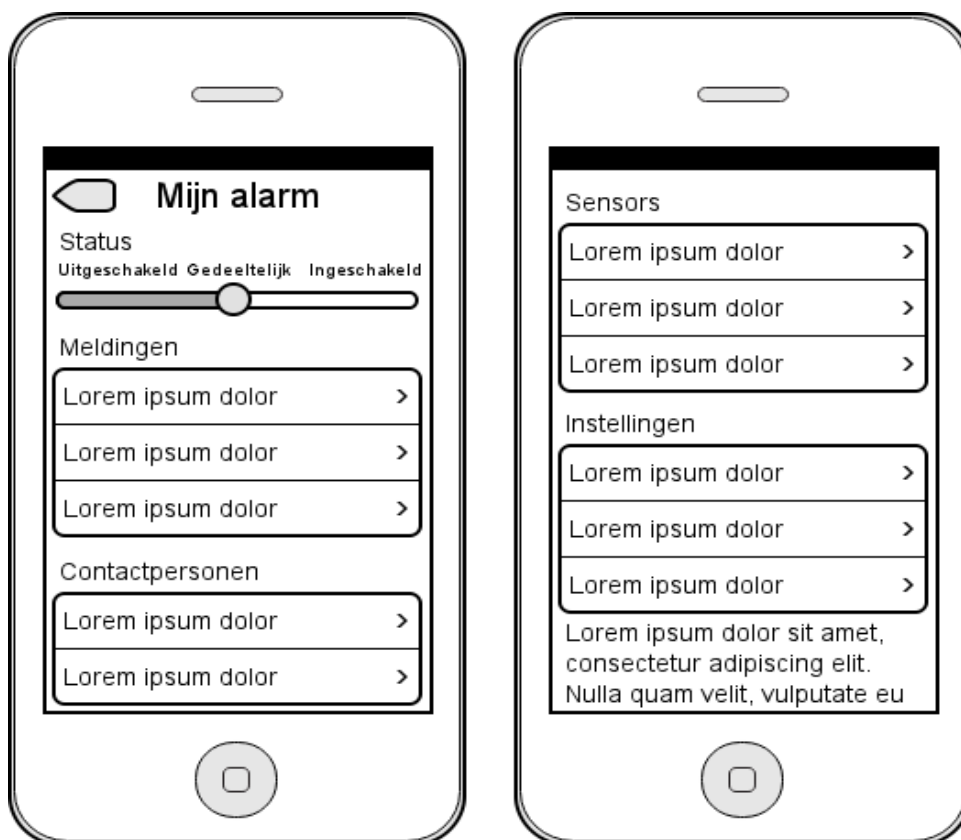 Mijn alarm
Status
Uitgeschakeld Gedeeltelijk Ingeschakeld
Meldingen
Lorem ipsum dolor
Lorem ipsum dolor
Lorem ipsum dolor
Contactpersonen
Lorem ipsum dolor
Lorem ipsum dolor
Sensors
Lorem ipsum dolor
Lorem ipsum dolor
Lorem ipsum dolor
Instellingen
Lorem ipsum dolor
Lorem ipsum dolor
Lorem ipsum dolor
Lorem ipsum dolor sit amet,
consectetur adipiscing elit.
Nulla quam velit, vulputate eu